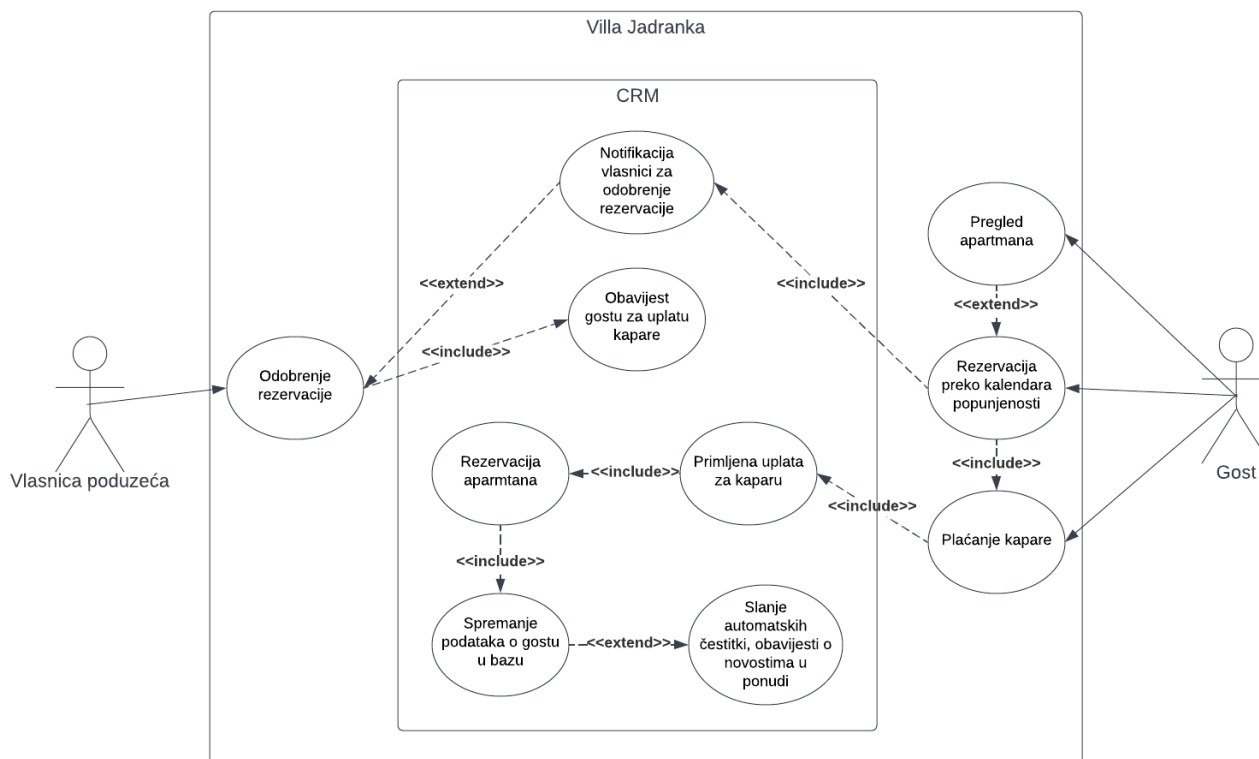 Villa Jadranka
CRM
Notifikacija
vlasnici za
odobrenje
rezervacije
Pregled
apartmana
<<extend>>
<<include>>
<<extend>>
Obavijest
gostu za uplatu
kapare
<<include>>
Odobrenje
rezervacije
Rezervacija
preko kalendara
popunjenosti
Vlasnica poduzeća
Gost
Rezervacija
aparmtana
<<include>>
Primljena uplata
za kaparu
<<include>>
<<include>>
Plaćanje kapare
<<include>>
Spremanje
podataka o gostu
u bazu
<<extend>>
Slanje
automatskih
čestitki, obavijesti o
novostima u
ponudi